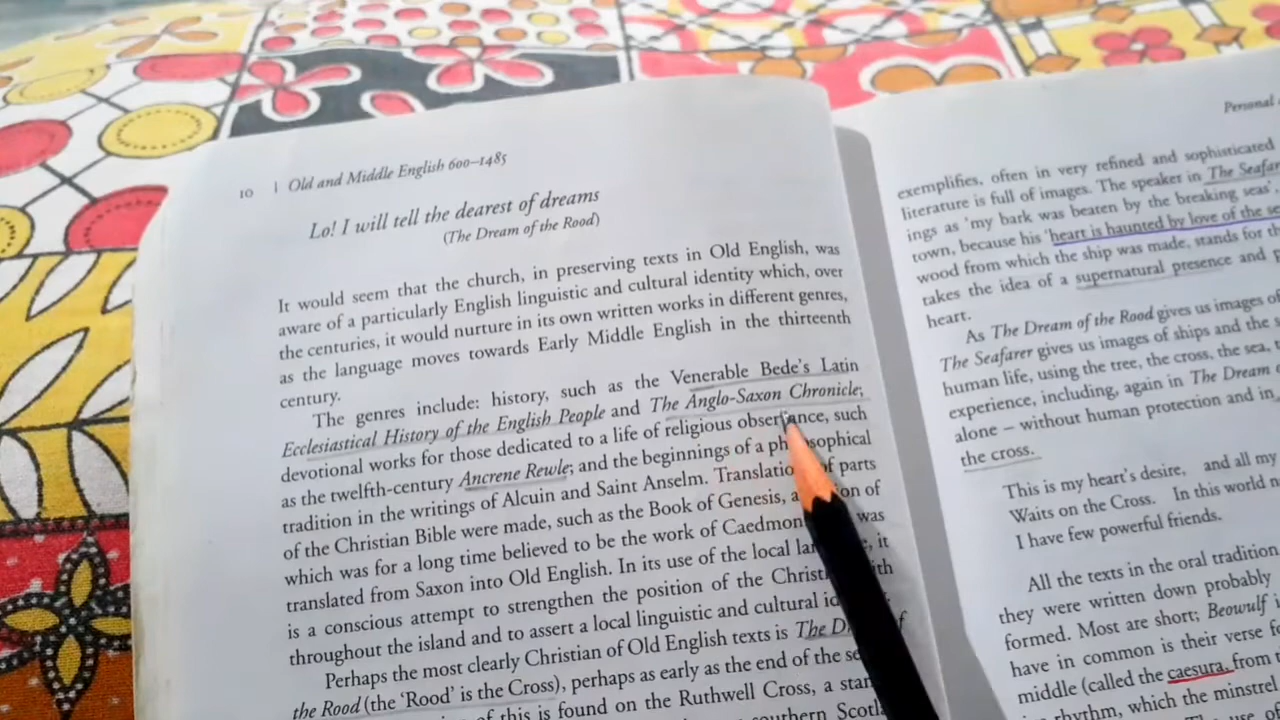 10 | Old and Middle English 600–1485
Lo! I will tell the dearest of dreams
(The Dream of the Rood)
It would seem that the church, in preserving texts in Old English, was
aware of a particularly English linguistic and cultural identity which, over
the centuries, it would nurture in its own written works in different genres,
as the language moves towards Early Middle English in the thirteenth
century.
The genres include: history, such as the Venerable Bede's Latin
Ecclesiastical History of the English People and The Anglo-Saxon Chronicle;
devotional works for those dedicated to a life of religious observance, such
as the twelfth-century Ancrene Rewle; and the beginnings of a philosophical
tradition in the writings of Alcuin and Saint Anselm. Translation of parts
of the Christian Bible were made, such as the Book of Genesis, a of
which was for a long time believed to be the work of Caedmon was
translated from Saxon into Old English. In its use of the local it
is a conscious attempt to strengthen the position of the
throughout the island and to assert a local linguistic and cultural
Perhaps the most clearly Christian of Old English texts is The
the Rood (the 'Rood' is the Cross), perhaps as early as the end of the
of this is found on the Ruthwell Cross, a
southern
Personal
exemplifies, often in very refined and sophisticated
literature is full of images. The speaker in The
ings as 'my bark was beaten by the breaking seas'
town, because his 'heart is haunted by love of the
wood from which the ship was made, stands for
takes the idea of a supernatural presence and
heart.
As The Dream of the Rood gives us images of
The Seafarer gives us images of ships and the
human life, using the tree, the cross, the sea,
experience, including, again in The Dream
alone – without human protection and in
the cross.
This is my heart's desire, and all my
Waits on the Cross. In this world
I have few powerful friends.
All the texts in the oral tradition
they were written down probably
formed. Most are short; Beowulf
have in common is their verse
middle (called the caesura, from
rhythm, which the minstrel